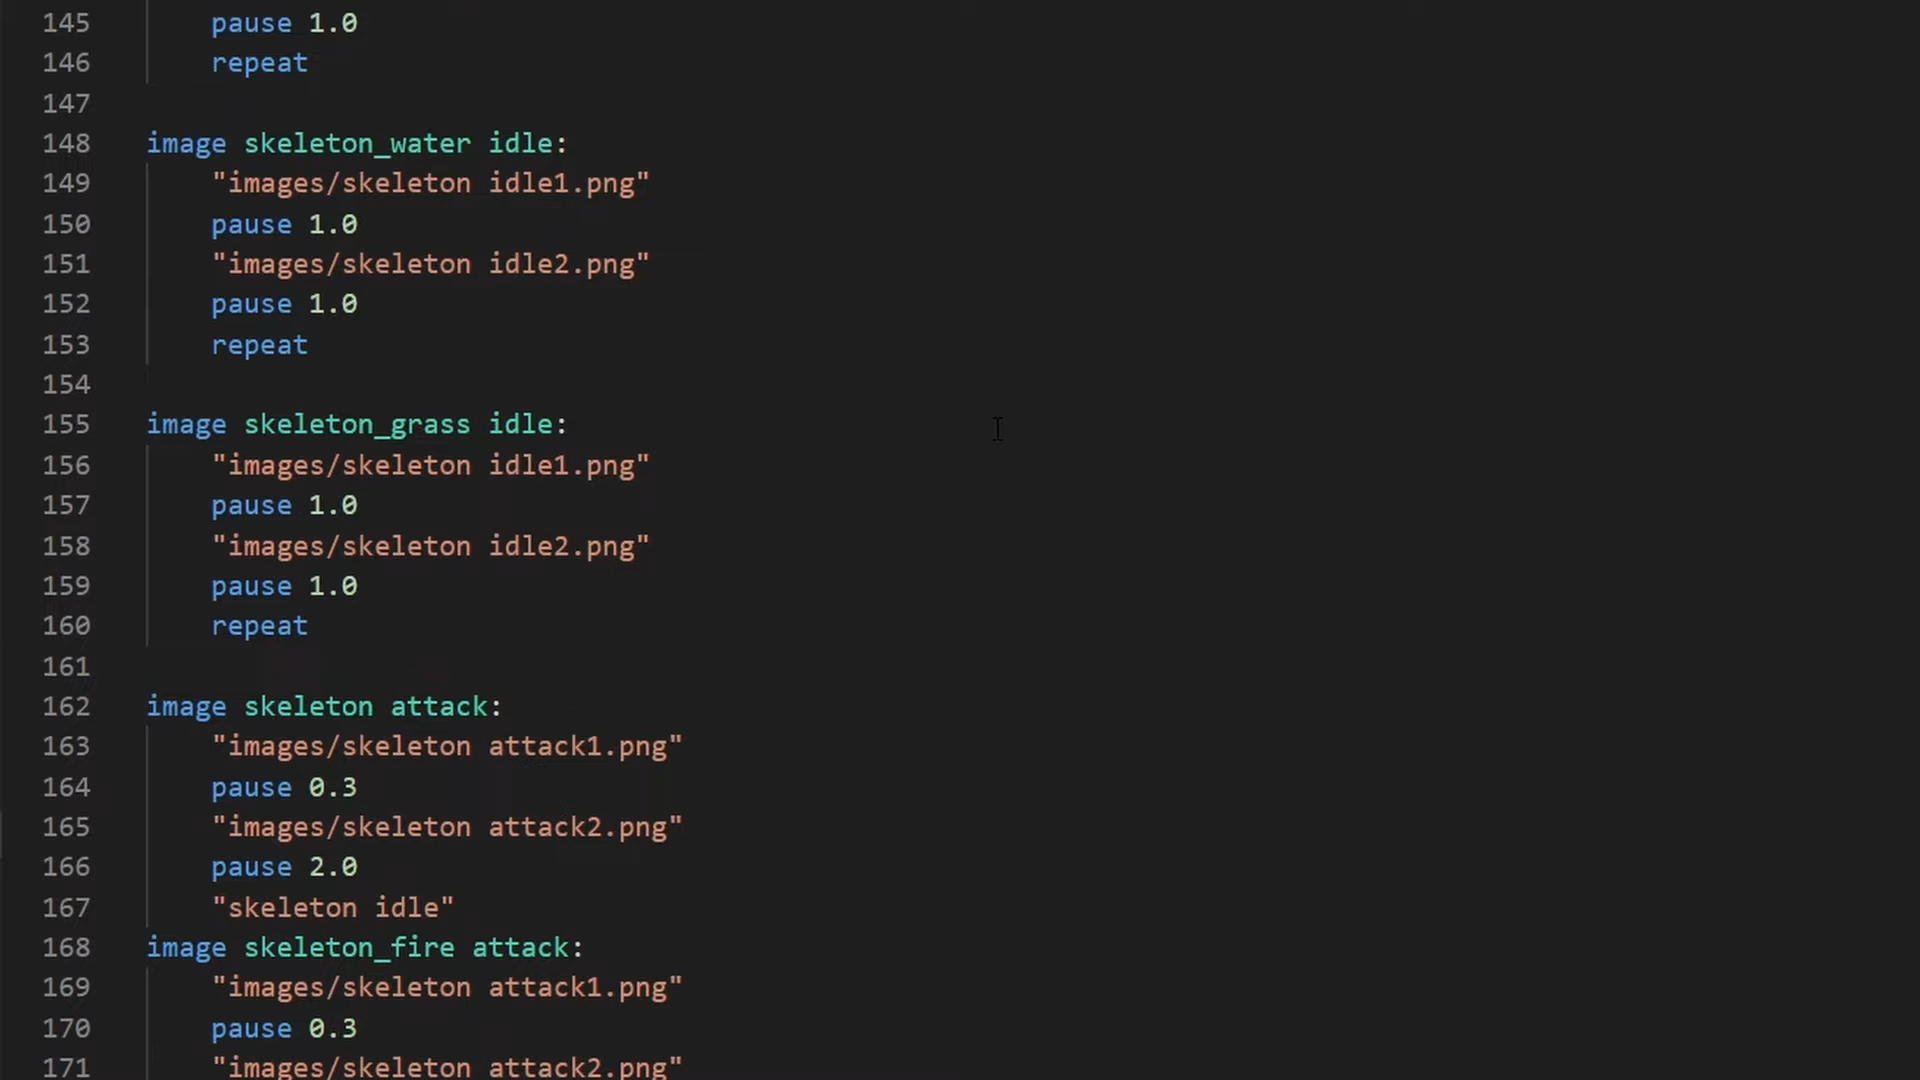 145 pause 1.0
146 repeat
147
148 image skeleton_water idle:
149 "images/skeleton idle1.png"
150 pause 1.0
151 "images/skeleton idle2.png"
152 pause 1.0
153 repeat
154
155 image skeleton_grass idle:
156 "images/skeleton idle1.png"
157 pause 1.0
158 "images/skeleton idle2.png"
159 pause 1.0
160 repeat
161
162 image skeleton attack:
163 "images/skeleton attack1.png"
164 pause 0.3
165 "images/skeleton attack2.png"
166 pause 2.0
167 "skeleton idle"
168 image skeleton_fire attack:
169 "images/skeleton attack1.png"
170 pause 0.3
171 "images/skeleton attack2.png"